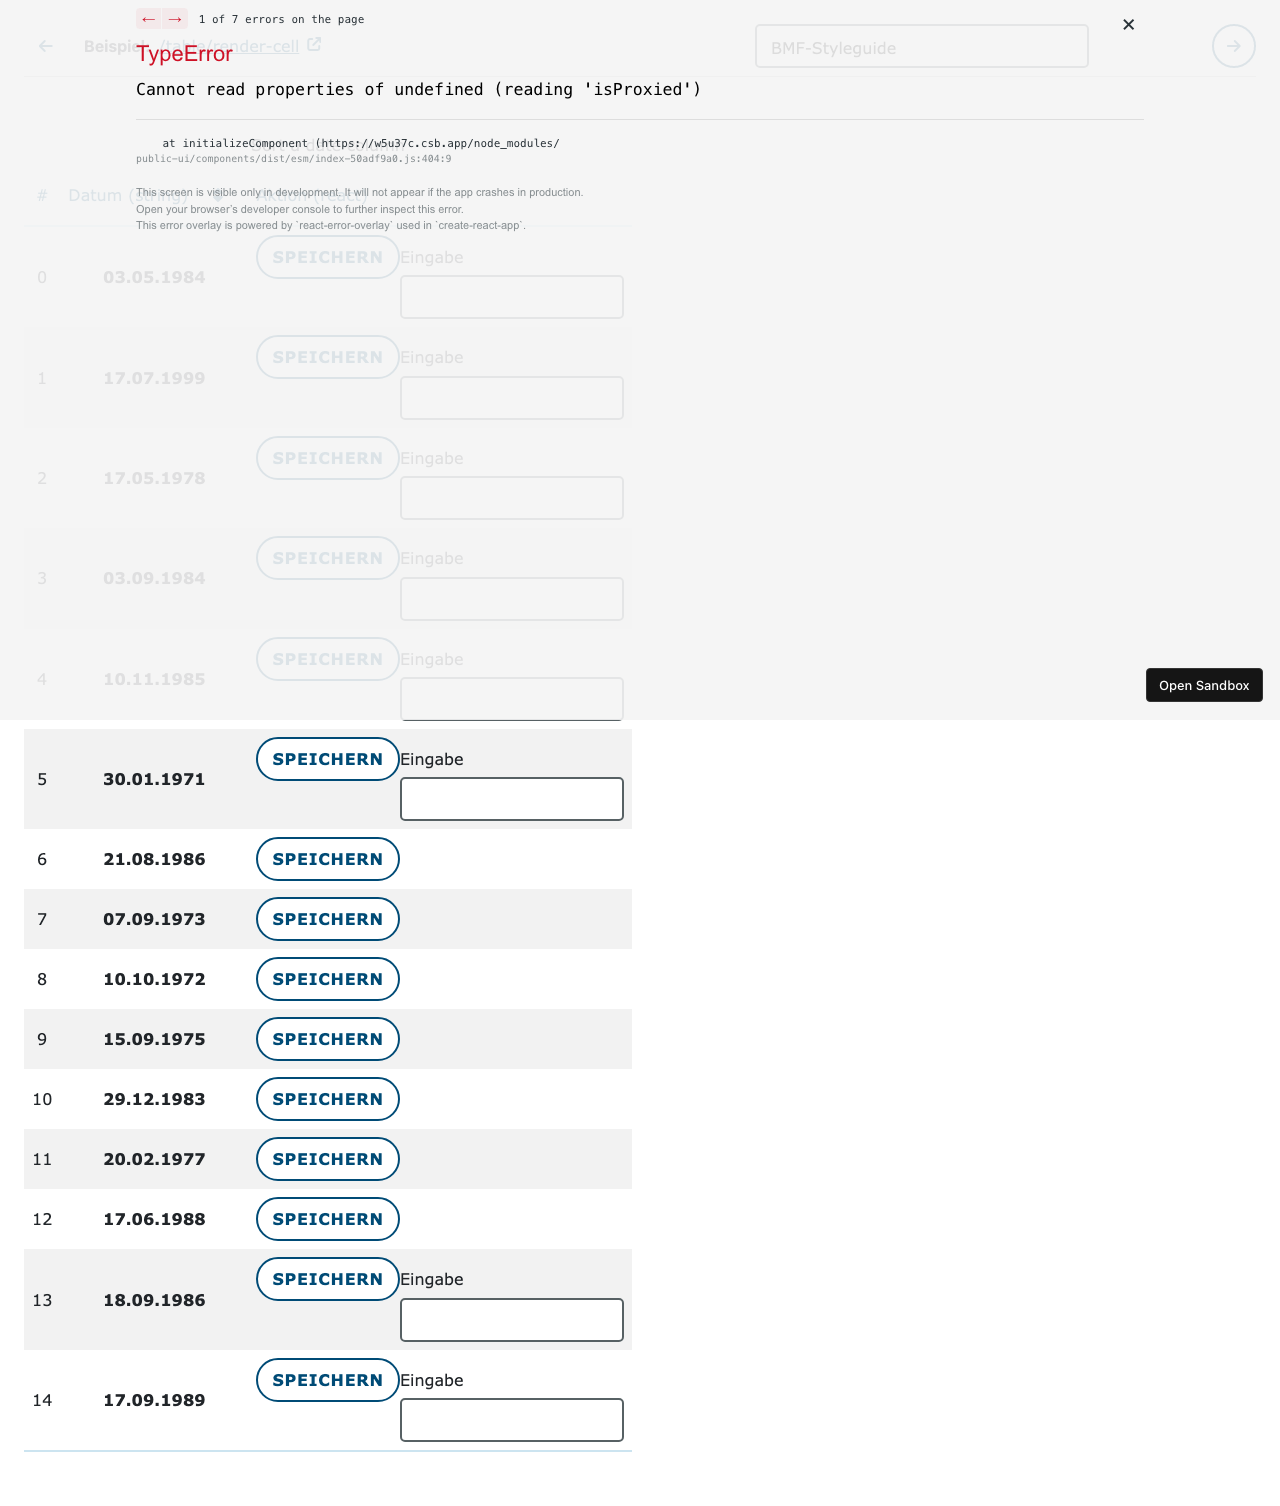 ← → 1 of 7 errors on the page
Beispiel /table/render-cell
BMF-Styleguide
TypeError
Cannot read properties of undefined (reading 'isProxied')
at initializeComponent (https://w5u37c.csb.app/node_modules/
public-ui/components/dist/esm/index-50adf9a0.js:404:9
# Datum (string) Aktion (react)
This screen is visible only in development. It will not appear if the app crashes in production.
Open your browser's developer console to further inspect this error.
This error overlay is powered by `react-error-overlay` used in `create-react-app`.
0 03.05.1984 SPEICHERN Eingabe
1 17.07.1999 SPEICHERN Eingabe
2 17.05.1978 SPEICHERN Eingabe
3 03.09.1984 SPEICHERN Eingabe
4 10.11.1985 SPEICHERN Eingabe
Open Sandbox
5 30.01.1971 SPEICHERN Eingabe
6 21.08.1986 SPEICHERN
7 07.09.1973 SPEICHERN
8 10.10.1972 SPEICHERN
9 15.09.1975 SPEICHERN
10 29.12.1983 SPEICHERN
11 20.02.1977 SPEICHERN
12 17.06.1988 SPEICHERN
13 18.09.1986 SPEICHERN Eingabe
14 17.09.1989 SPEICHERN Eingabe